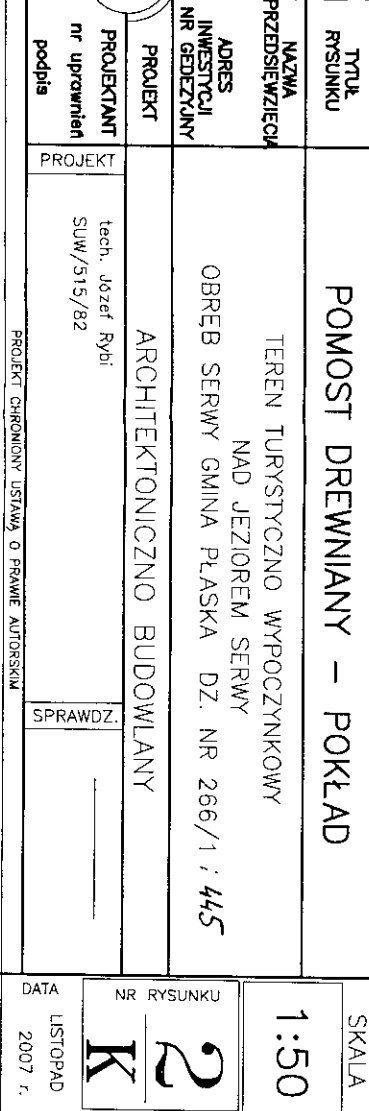 TYTUŁ
RYSUNKU
POMOST DREWNIANY – POKŁAD
SKALA
1:50
NAZWA
PRZEDSIĘWZIĘCIA
TEREN TURYSTYCZNO WYPOCZYNKOWY
NAD JEZIOREM SERWY
ADRES
INWESTYCJI
NR GEDEZYJNY
OBRĘB SERWY GMINA PŁASKA DZ. NR 266/1 ; 445
NR RYSUNKU
2
K
PROJEKT
ARCHITEKTONICZNO BUDOWLANY
PROJEKTANT
nr uprawnień
podpis
PROJEKT
tech. Józef Rybi
SUW/515/82
SPRAWDZ.
DATA
LISTOPAD
2007 r.
PROJEKT CHRONIONY USTAWĄ O PRAWIE AUTORSKIM